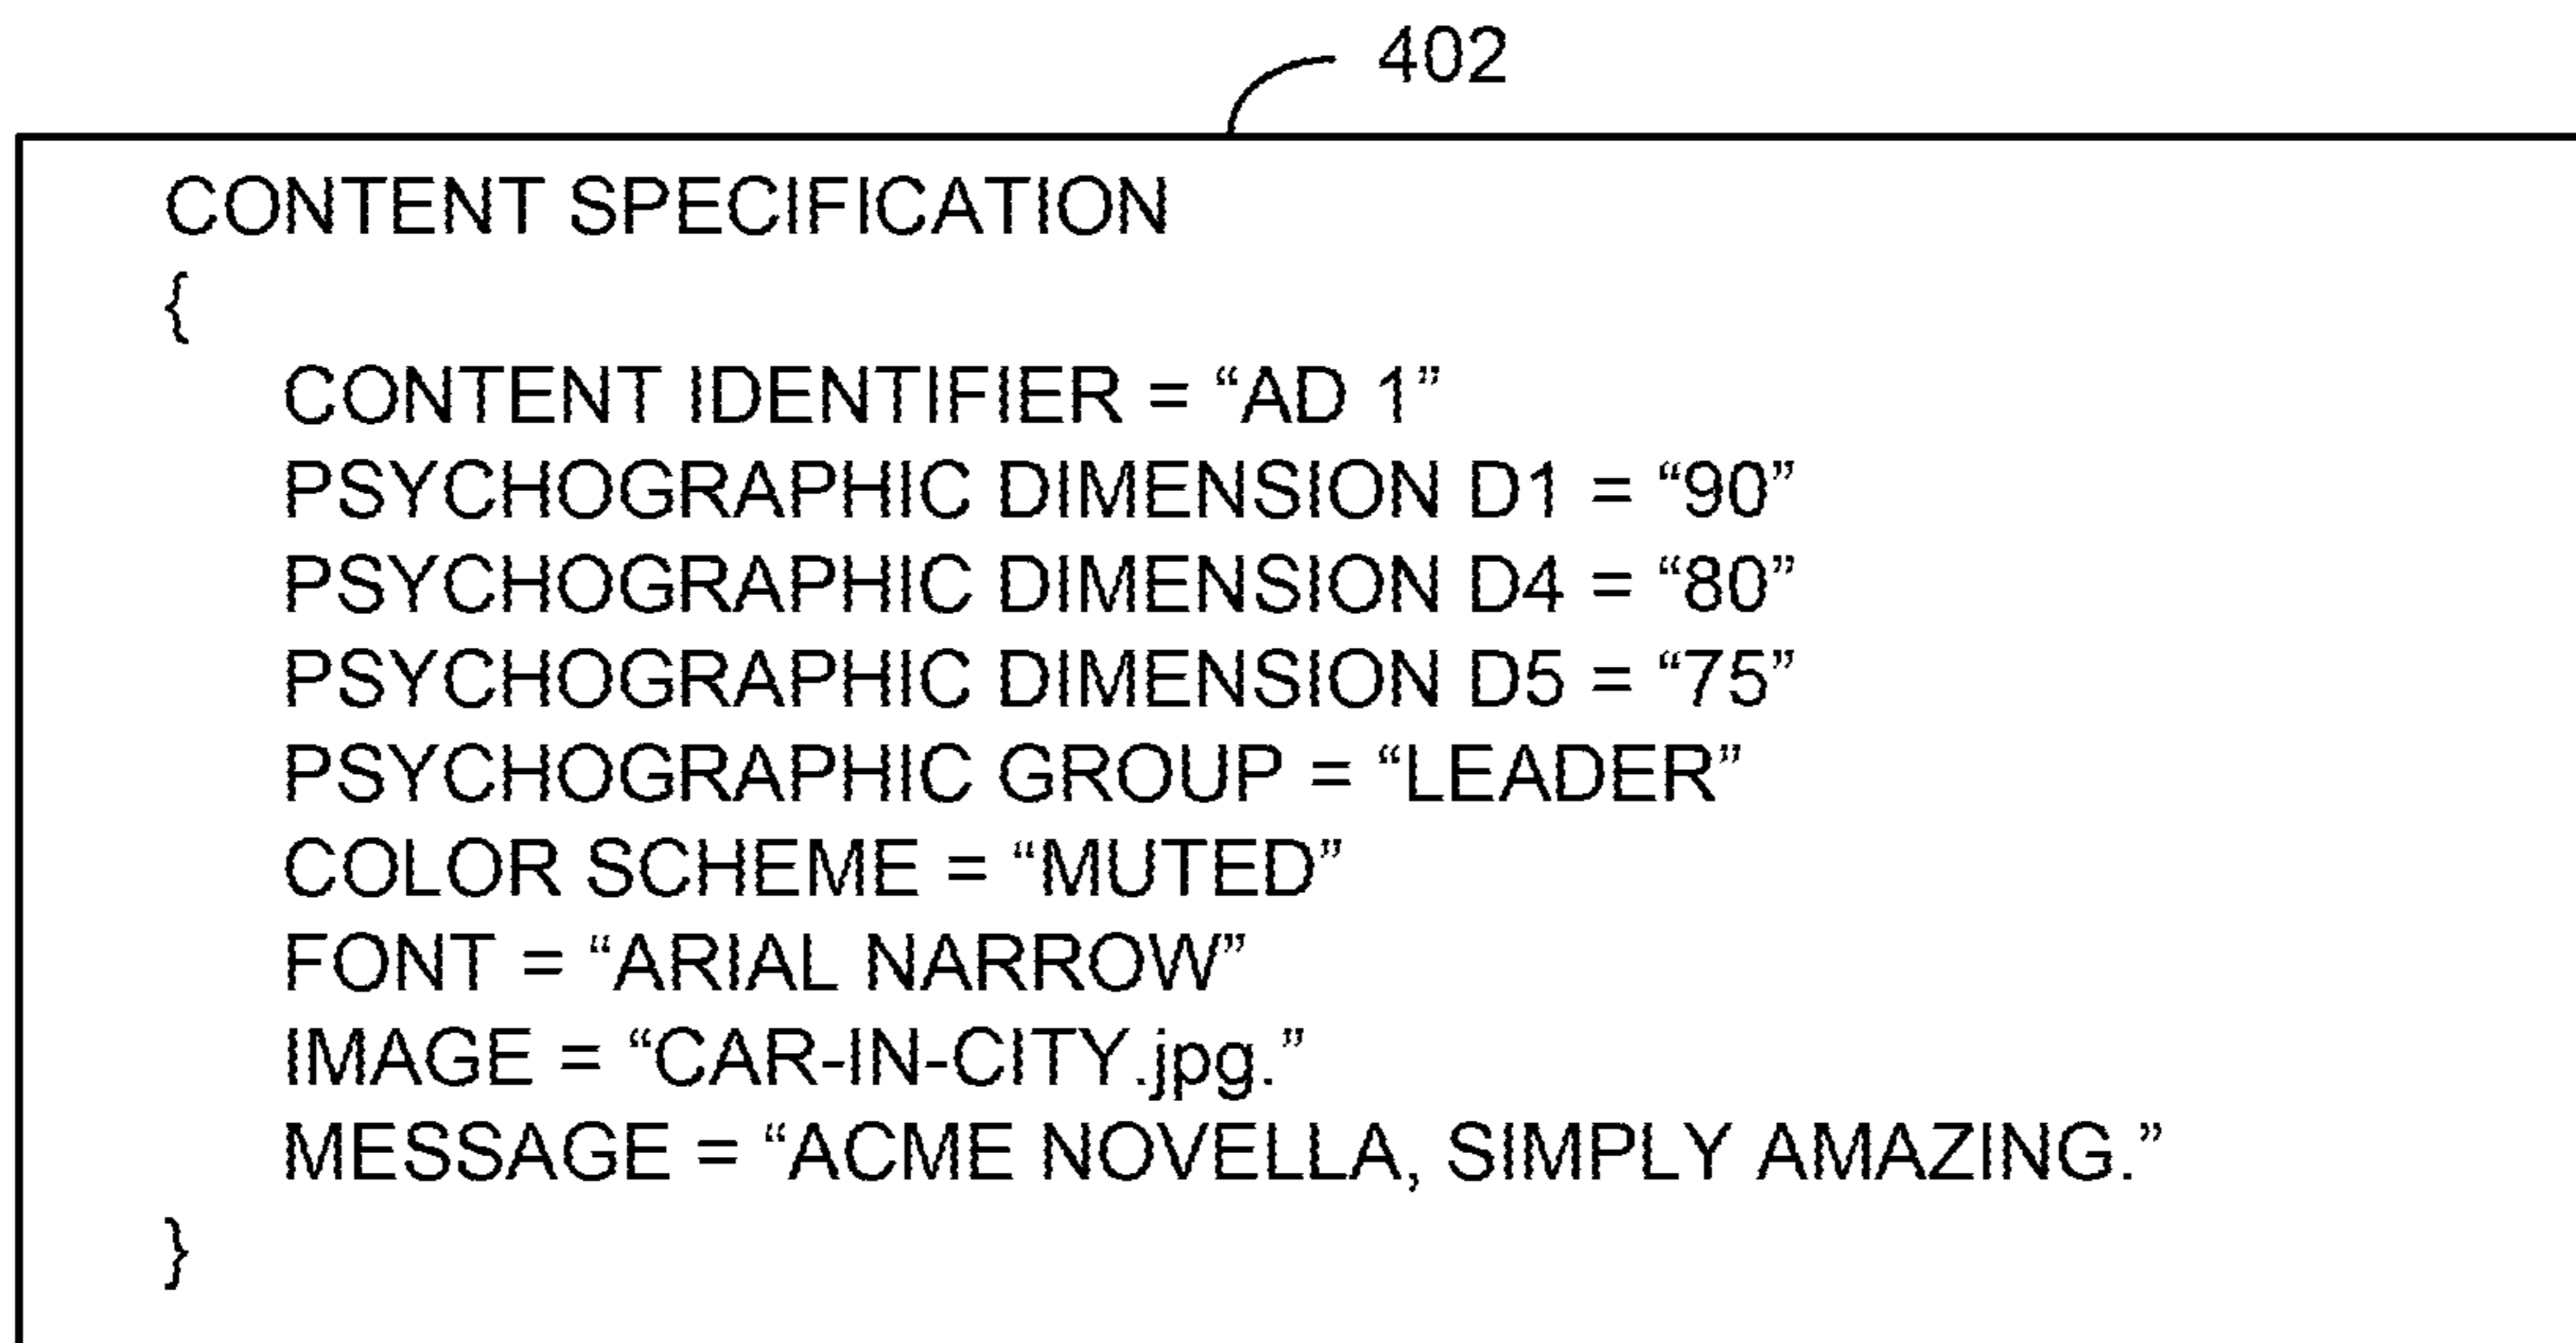 402
CONTENT SPECIFICATION
{
CONTENT IDENTIFIER = “AD 1”
PSYCHOGRAPHIC DIMENSION D1 = “90”
PSYCHOGRAPHIC DIMENSION D4 = “80”
PSYCHOGRAPHIC DIMENSION D5 = “75”
PSYCHOGRAPHIC GROUP = “LEADER”
COLOR SCHEME = “MUTED”
FONT = “ARIAL NARROW”
IMAGE = “CAR-IN-CITY.jpg.”
MESSAGE = “ACME NOVELLA, SIMPLY AMAZING.”
}